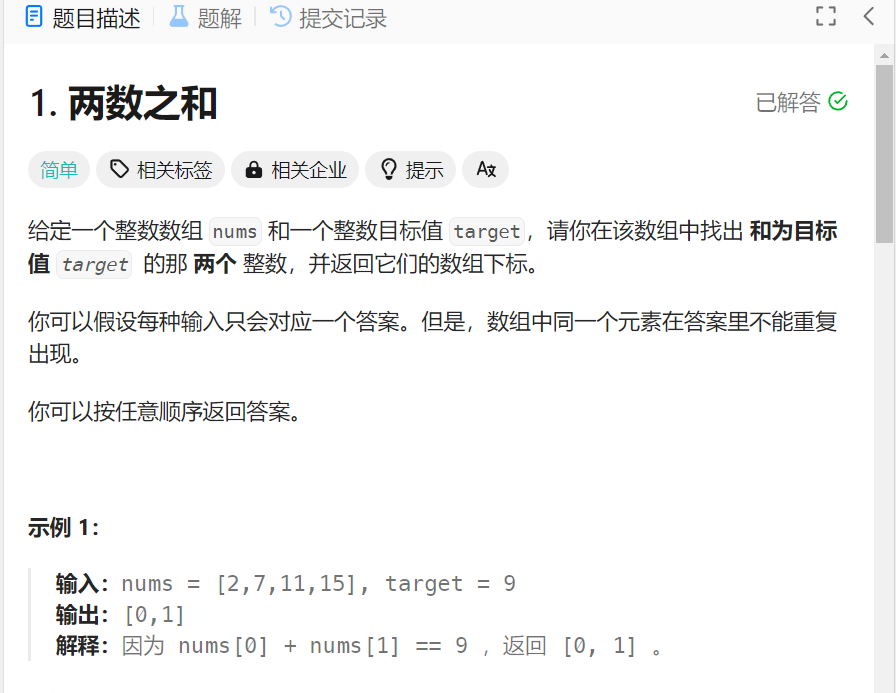 题目描述 题解 提交记录
1. 两数之和 已解答
简单 相关标签 相关企业 提示
给定一个整数数组 nums 和一个整数目标值 target，请你在该数组中找出 和为目标
值 target 的那 两个 整数，并返回它们的数组下标。
你可以假设每种输入只会对应一个答案。但是，数组中同一个元素在答案里不能重复
出现。
你可以按任意顺序返回答案。
示例 1：
输入：nums = [2,7,11,15], target = 9
输出：[0,1]
解释：因为 nums[0] + nums[1] == 9 ，返回 [0, 1] 。